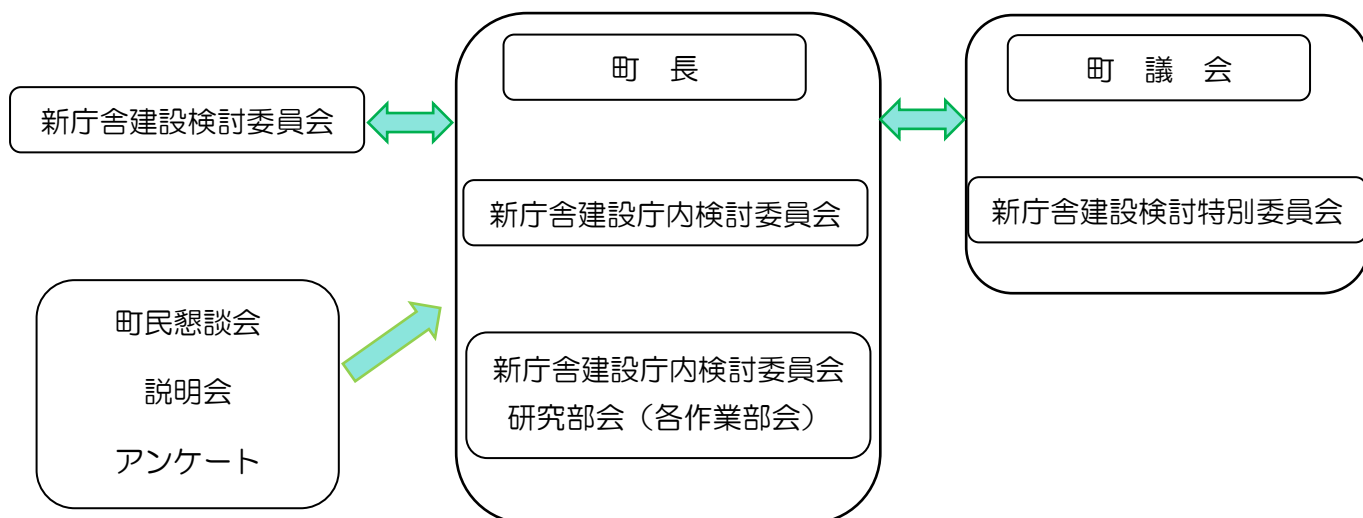 町　長
町　議　会
新庁舎建設検討委員会
新庁舎建設庁内検討委員会
新庁舎建設検討特別委員会
町民懇談会
説明会
アンケート
新庁舎建設庁内検討委員会
研究部会（各作業部会）